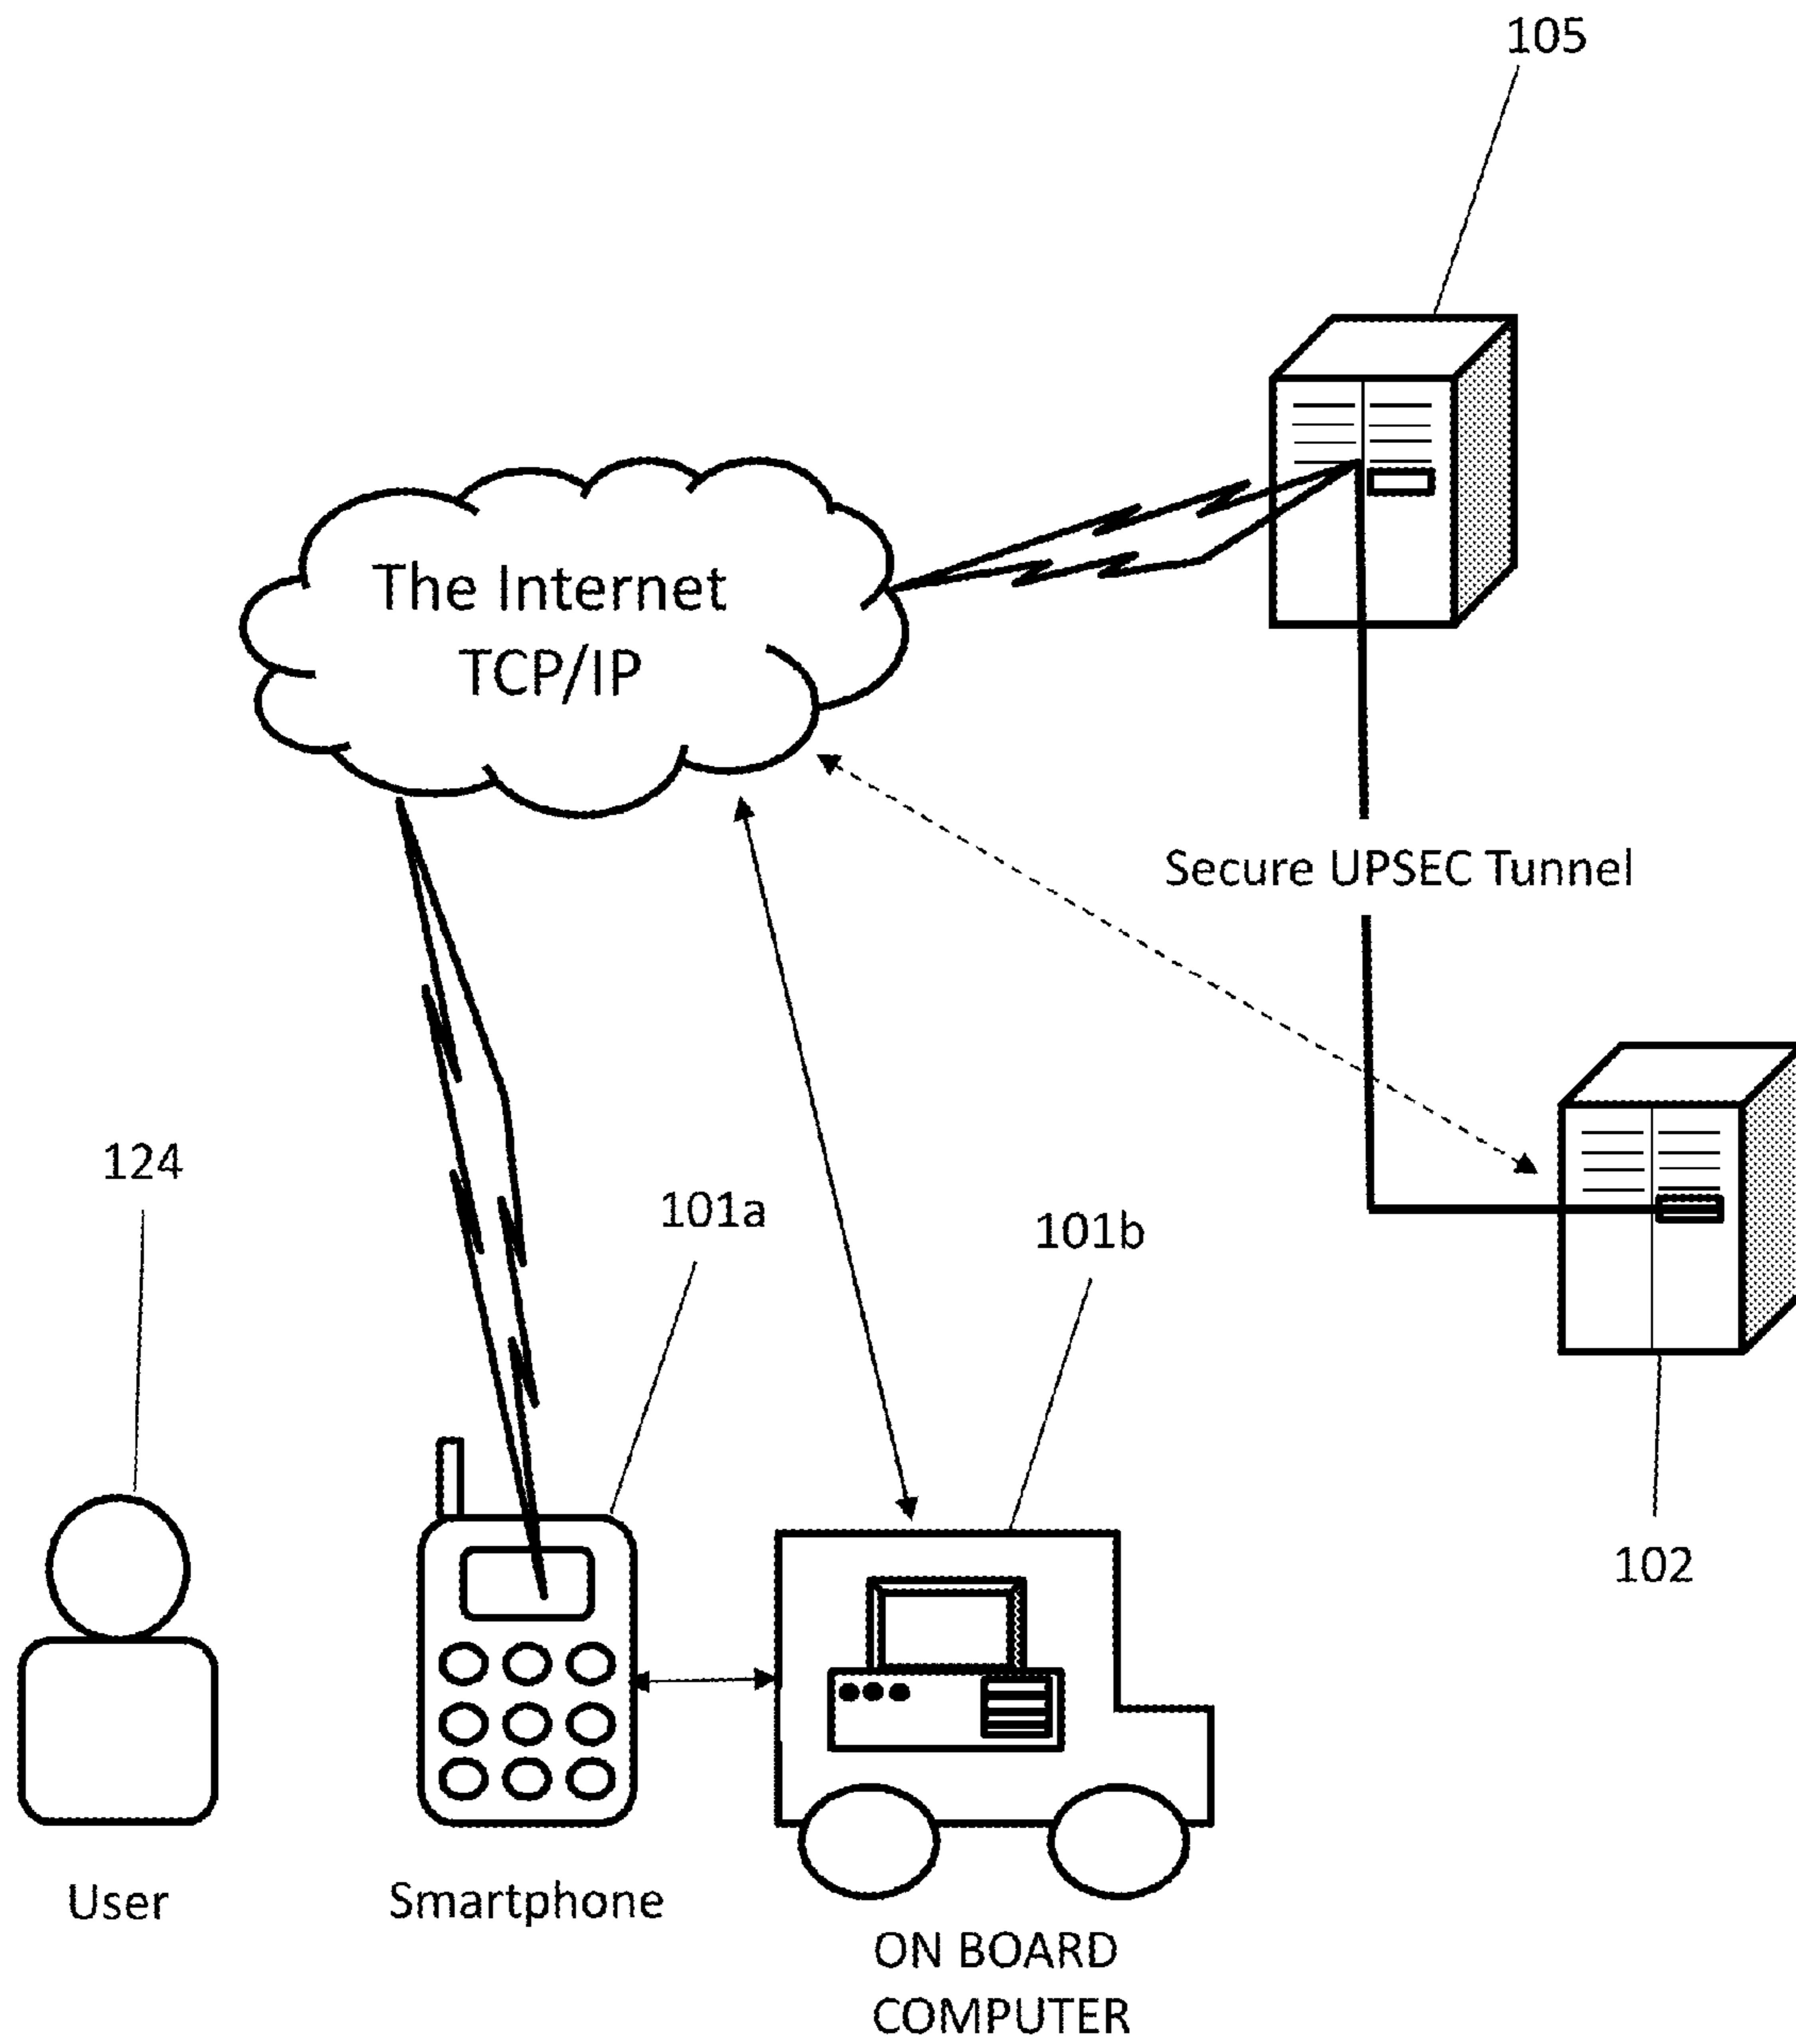 105
The Internet
TCP/IP
Secure UPSEC Tunnel
124
101a
101b
102
User
Smartphone
ON BOARD
COMPUTER